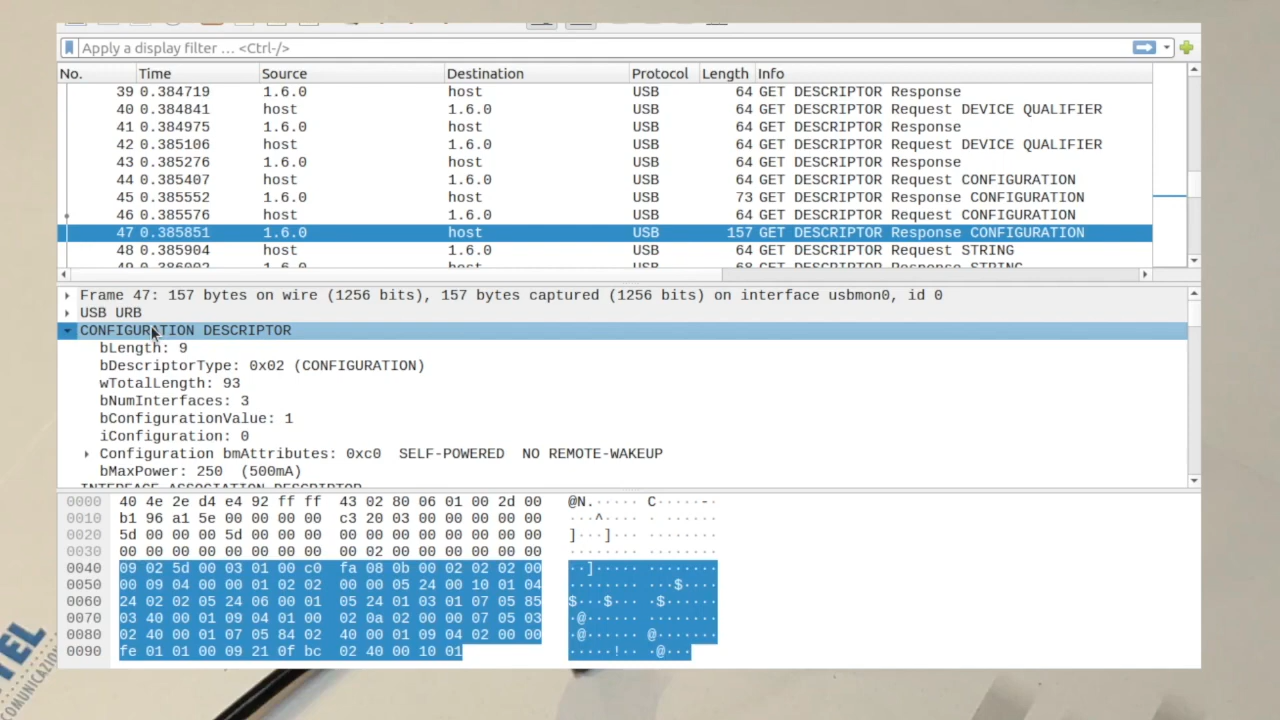 Apply a display filter … <Ctrl-/>
No. Time Source Destination Protocol Length Info
39 0.384719 1.6.0 host USB 64 GET DESCRIPTOR Response
40 0.384841 host 1.6.0 USB 64 GET DESCRIPTOR Request DEVICE QUALIFIER
41 0.384975 1.6.0 host USB 64 GET DESCRIPTOR Response
42 0.385106 host 1.6.0 USB 64 GET DESCRIPTOR Request DEVICE QUALIFIER
43 0.385276 1.6.0 host USB 64 GET DESCRIPTOR Response
44 0.385407 host 1.6.0 USB 64 GET DESCRIPTOR Request CONFIGURATION
45 0.385552 1.6.0 host USB 73 GET DESCRIPTOR Response CONFIGURATION
46 0.385576 host 1.6.0 USB 64 GET DESCRIPTOR Request CONFIGURATION
47 0.385851 1.6.0 host USB 157 GET DESCRIPTOR Response CONFIGURATION
48 0.385904 host 1.6.0 USB 64 GET DESCRIPTOR Request STRING
49 0.386002 1.6.0 host USB 68 GET DESCRIPTOR Response STRING
Frame 47: 157 bytes on wire (1256 bits), 157 bytes captured (1256 bits) on interface usbmon0, id 0
USB URB
CONFIGURATION DESCRIPTOR
bLength: 9
bDescriptorType: 0x02 (CONFIGURATION)
wTotalLength: 93
bNumInterfaces: 3
bConfigurationValue: 1
iConfiguration: 0
Configuration bmAttributes: 0xc0 SELF-POWERED NO REMOTE-WAKEUP
bMaxPower: 250 (500mA)
INTERFACE ASSOCIATION DESCRIPTOR
0000 40 4e 2e d4 e4 92 ff ff 43 02 80 06 01 00 2d 00 @N.····· C·····-·
0010 b1 96 a1 5e 00 00 00 00 c3 20 03 00 00 00 00 00 ···^···· · ······
0020 5d 00 00 00 5d 00 00 00 00 00 00 00 00 00 00 00 ]···]··· ········
0030 00 00 00 00 00 00 00 00 00 02 00 00 00 00 00 00 ········ ········
0040 09 02 5d 00 03 01 00 c0 fa 08 0b 00 02 02 02 00 ··]····· ········
0050 00 09 04 00 00 01 02 02 00 00 05 24 00 10 01 04 ········ ···$····
0060 24 02 02 05 24 06 00 01 05 24 01 03 01 07 05 85 $···$··· ·$······
0070 03 40 00 01 09 04 01 00 02 0a 02 00 00 07 05 03 ·@······ ········
0080 02 40 00 01 07 05 84 02 40 00 01 09 04 02 00 00 ·@······ @·······
0090 fe 01 01 00 09 21 0f bc 02 40 00 10 01 ·····!·· ·@···